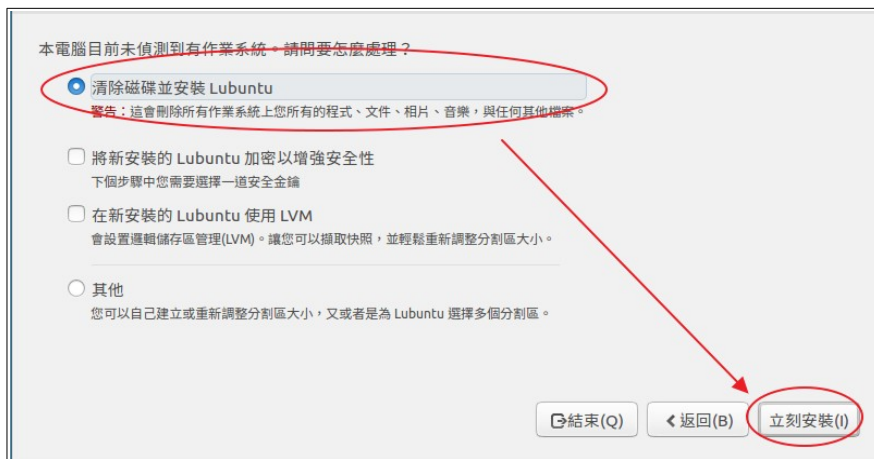 本電腦目前未偵測到有作業系統。請問要怎麼處理？
清除磁碟並安裝 Lubuntu
警告：這會刪除所有作業系統上您所有的程式、文件、相片、音樂，與任何其他檔案。
將新安裝的 Lubuntu 加密以增強安全性
下個步驟中您需要選擇一道安全金鑰
在新安裝的 Lubuntu 使用 LVM
會設置邏輯儲存區管理(LVM)。讓您可以擷取快照，並輕鬆重新調整分割區大小。
其他
您可以自己建立或重新調整分割區大小，又或者是為 Lubuntu 選擇多個分割區。
結束(Q) 返回(B) 立刻安裝(I)